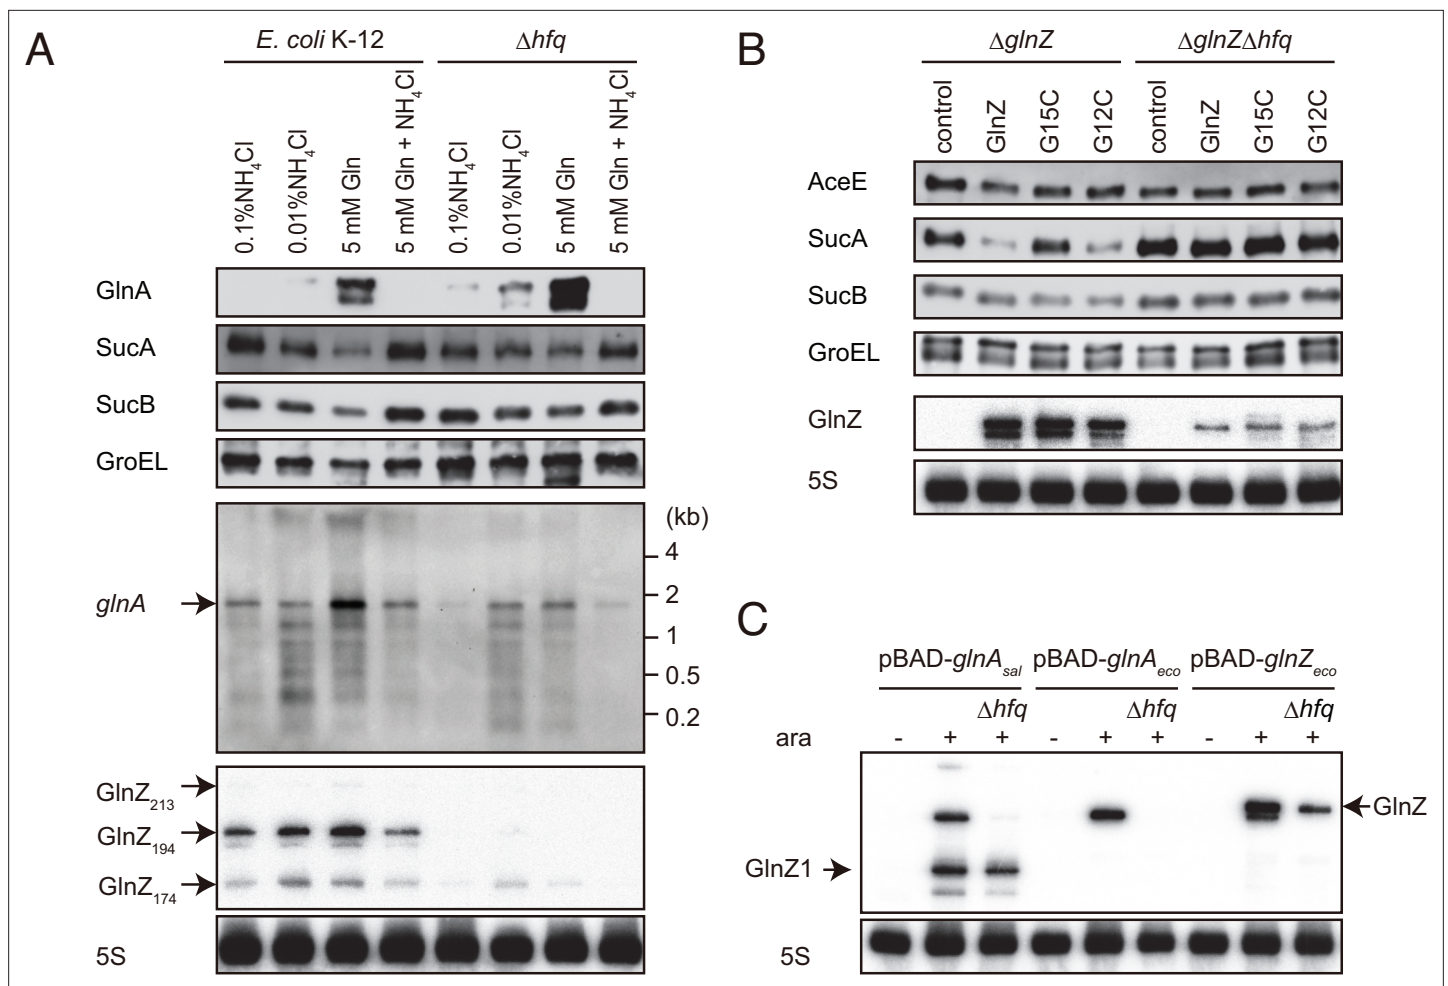 A
E. coli K-12
Δhfq
0.1%NH4Cl
0.01%NH4Cl
5 mM Gln
5 mM Gln + NH4Cl
0.1%NH4Cl
0.01%NH4Cl
5 mM Gln
5 mM Gln + NH4Cl
GlnA
SucA
SucB
GroEL
(kb)
4
glnA
2
1
0.5
0.2
GlnZ213
GlnZ194
GlnZ174
5S
B
ΔglnZ
ΔglnZΔhfq
control
GlnZ
G15C
G12C
control
GlnZ
G15C
G12C
AceE
SucA
SucB
GroEL
GlnZ
5S
C
pBAD-glnAsal
pBAD-glnAeco
pBAD-glnZeco
Δhfq
Δhfq
Δhfq
ara - + + - + + - + +
GlnZ
GlnZ1
5S